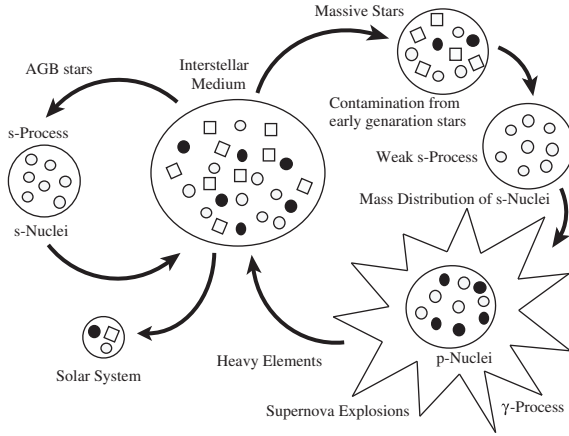 Massive Stars
AGB stars
Interstellar
Medium
Contamination from
early genaration stars
s-Process
Weak s-Process
s-Nuclei
Mass Distribution of s-Nuclei
p-Nuclei
Heavy Elements
Solar System
Supernova Explosions
γ-Process